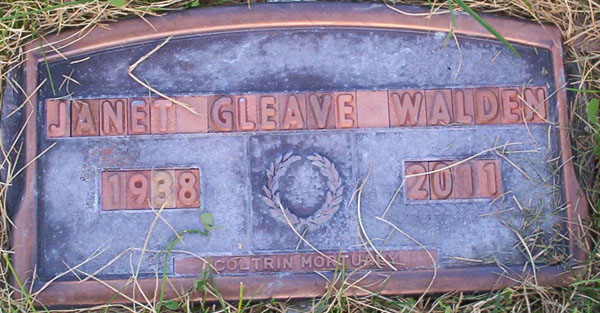 JANET GLEAVE WALDEN
1938 2011
COLTRIN MORTUARY